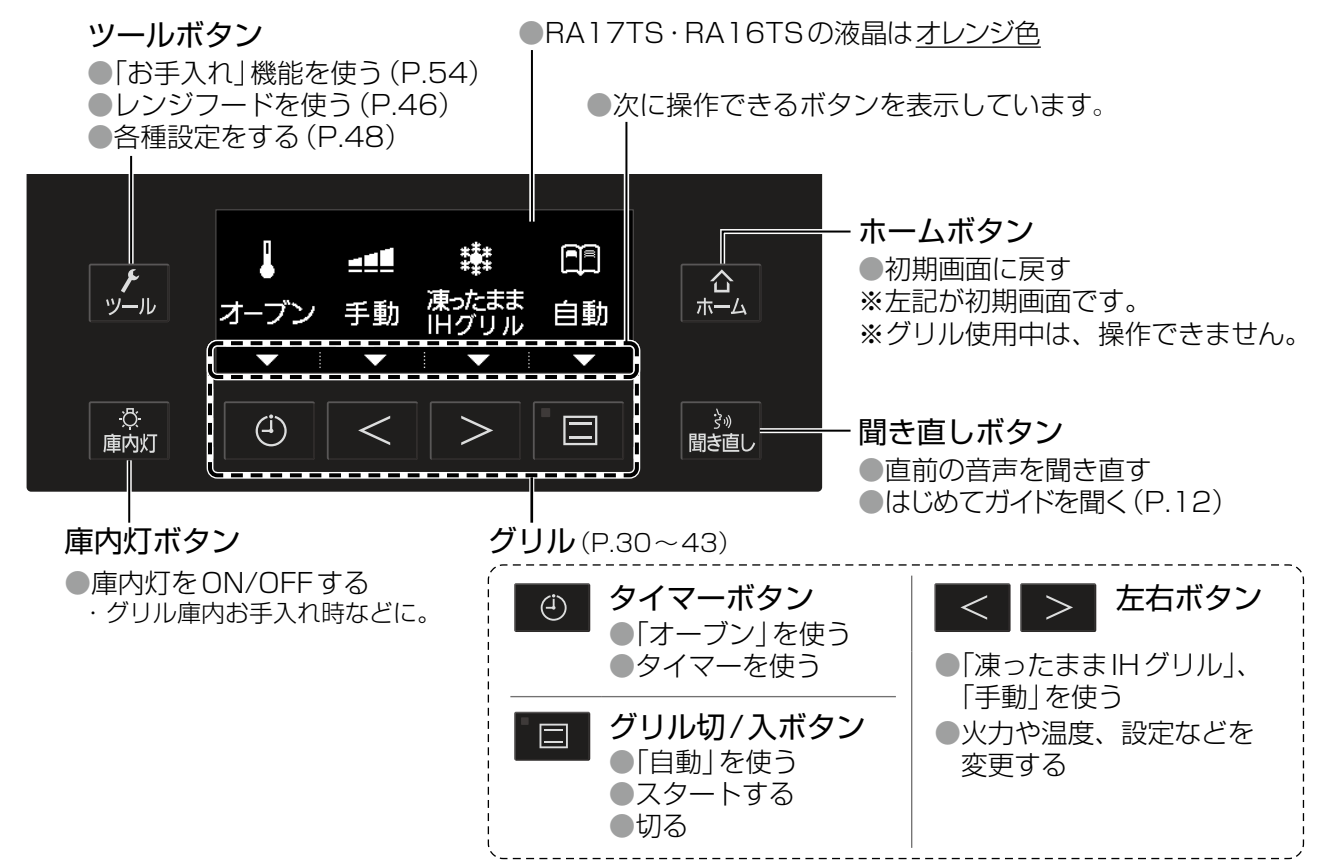 ツールボタン
●「お手入れ」機能を使う(P.54)
●レンジフードを使う(P.46)
●各種設定をする(P.48)
●RA17TS・RA16TSの液晶はオレンジ色
●次に操作できるボタンを表示しています。
ツール
オーブン
手動
凍ったまま
IHグリル
自動
ホーム
庫内灯
聞き直し
ホームボタン
●初期画面に戻す
※左記が初期画面です。
※グリル使用中は、操作できません。
聞き直しボタン
●直前の音声を聞き直す
●はじめてガイドを聞く(P.12)
庫内灯ボタン
●庫内灯をON/OFFする
・グリル庫内お手入れ時などに。
グリル(P.30～43)
タイマーボタン
●「オーブン」を使う
●タイマーを使う
グリル切/入ボタン
●「自動」を使う
●スタートする
●切る
< > 左右ボタン
●「凍ったままIHグリル」、
「手動」を使う
●火力や温度、設定などを
変更する